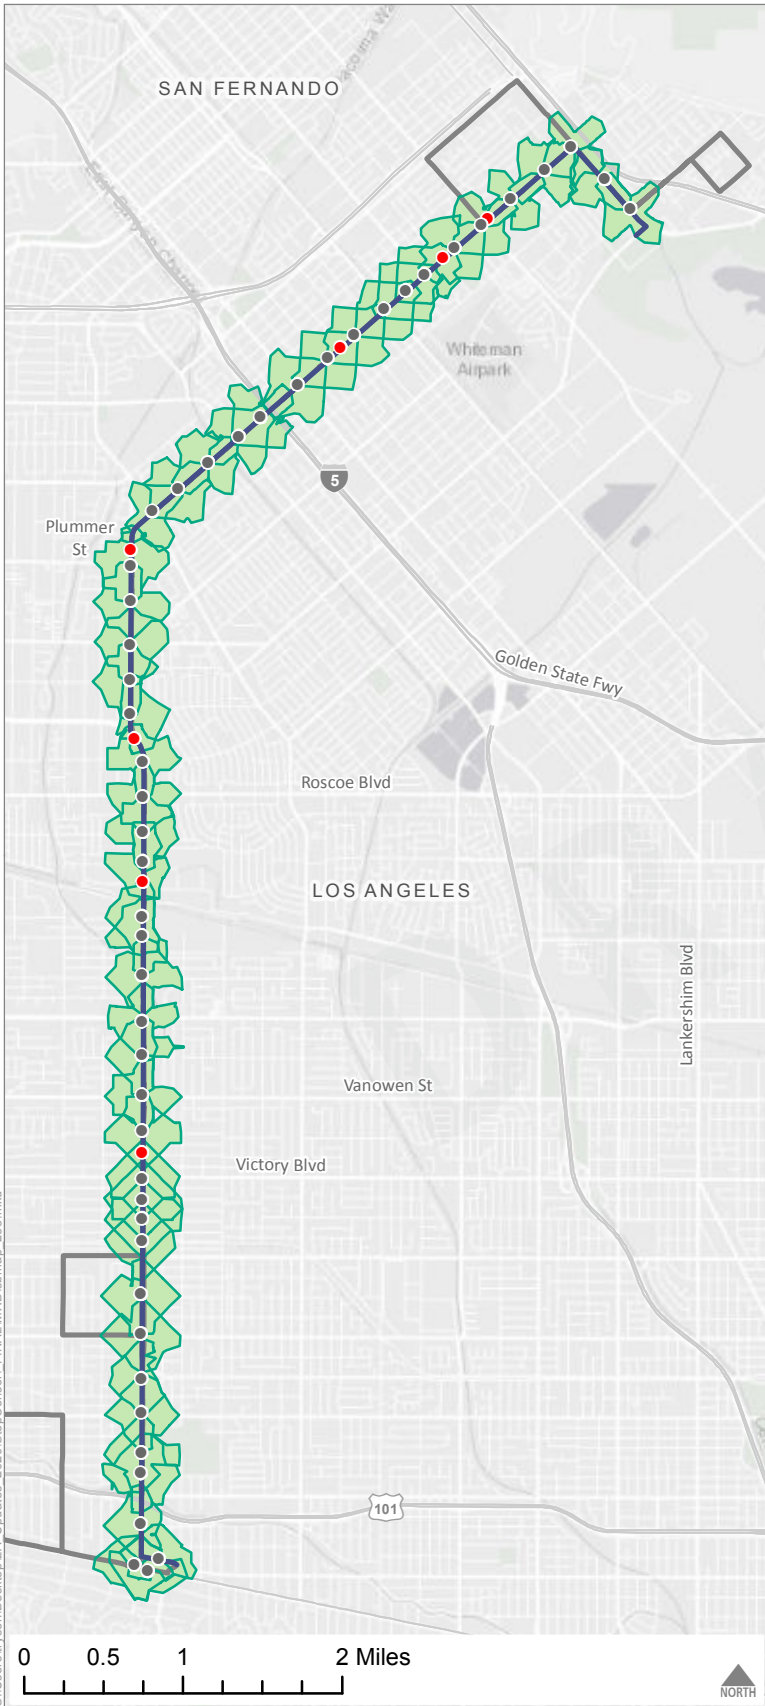 SAN FERNANDO
Whiteman
Airpark
5
Plummer
St
Golden State Fwy
Roscoe Blvd
LOS ANGELES
Lankershim Blvd
Vanowen St
Victory Blvd
101
0 0.5 1 2 Miles
NORTH